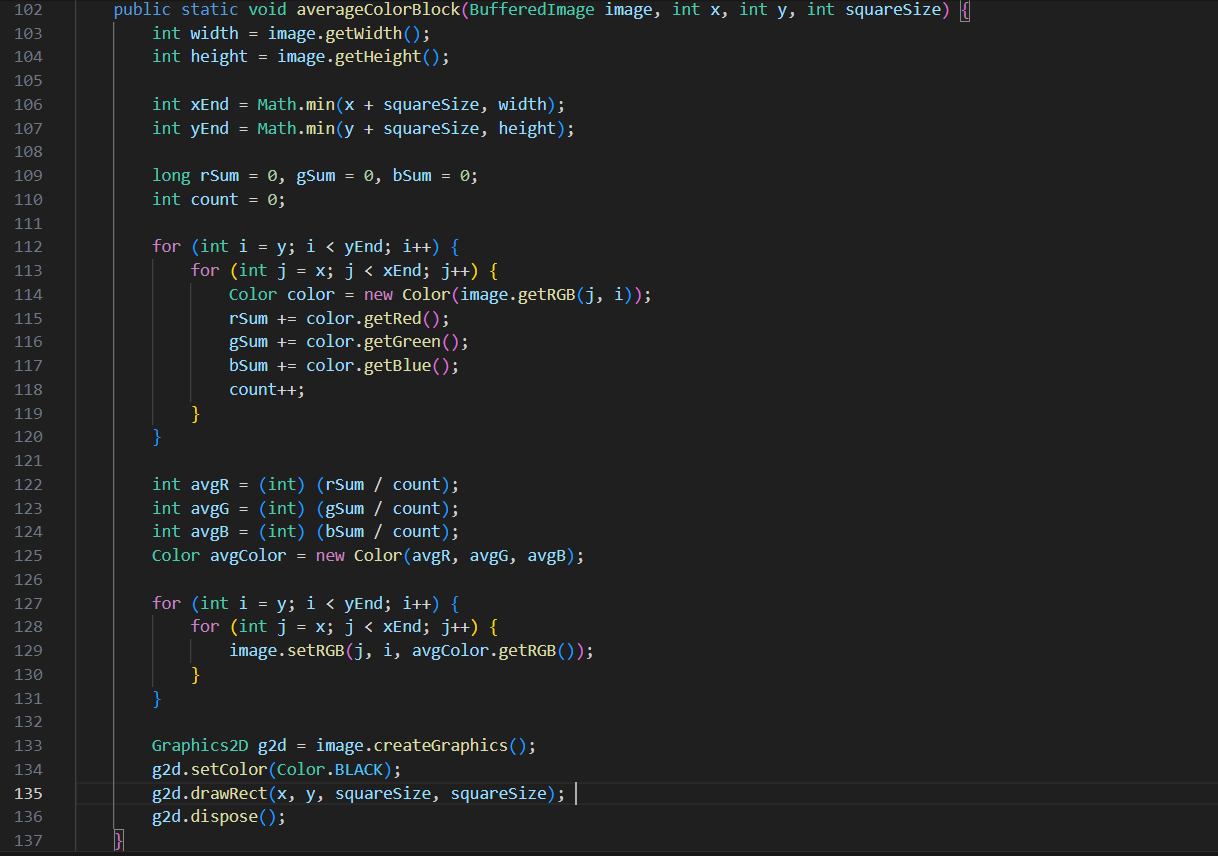 102 public static void averageColorBlock(BufferedImage image, int x, int y, int squareSize) {
103 int width = image.getWidth();
104 int height = image.getHeight();
105
106 int xEnd = Math.min(x + squareSize, width);
107 int yEnd = Math.min(y + squareSize, height);
108
109 long rSum = 0, gSum = 0, bSum = 0;
110 int count = 0;
111
112 for (int i = y; i < yEnd; i++) {
113 for (int j = x; j < xEnd; j++) {
114 Color color = new Color(image.getRGB(j, i));
115 rSum += color.getRed();
116 gSum += color.getGreen();
117 bSum += color.getBlue();
118 count++;
119 }
120 }
121
122 int avgR = (int) (rSum / count);
123 int avgG = (int) (gSum / count);
124 int avgB = (int) (bSum / count);
125 Color avgColor = new Color(avgR, avgG, avgB);
126
127 for (int i = y; i < yEnd; i++) {
128 for (int j = x; j < xEnd; j++) {
129 image.setRGB(j, i, avgColor.getRGB());
130 }
131 }
132
133 Graphics2D g2d = image.createGraphics();
134 g2d.setColor(Color.BLACK);
135 g2d.drawRect(x, y, squareSize, squareSize);
136 g2d.dispose();
137 }